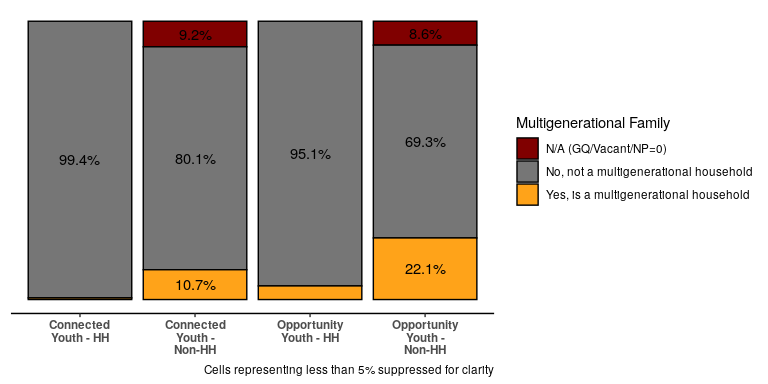 9.2%
8.6%
99.4%
80.1%
95.1%
69.3%
10.7%
22.1%
Multigenerational Family
N/A (GQ/Vacant/NP=0)
No, not a multigenerational household
Yes, is a multigenerational household
Connected
Youth - HH
Connected
Youth -
Non-HH
Opportunity
Youth - HH
Opportunity
Youth -
Non-HH
Cells representing less than 5% suppressed for clarity